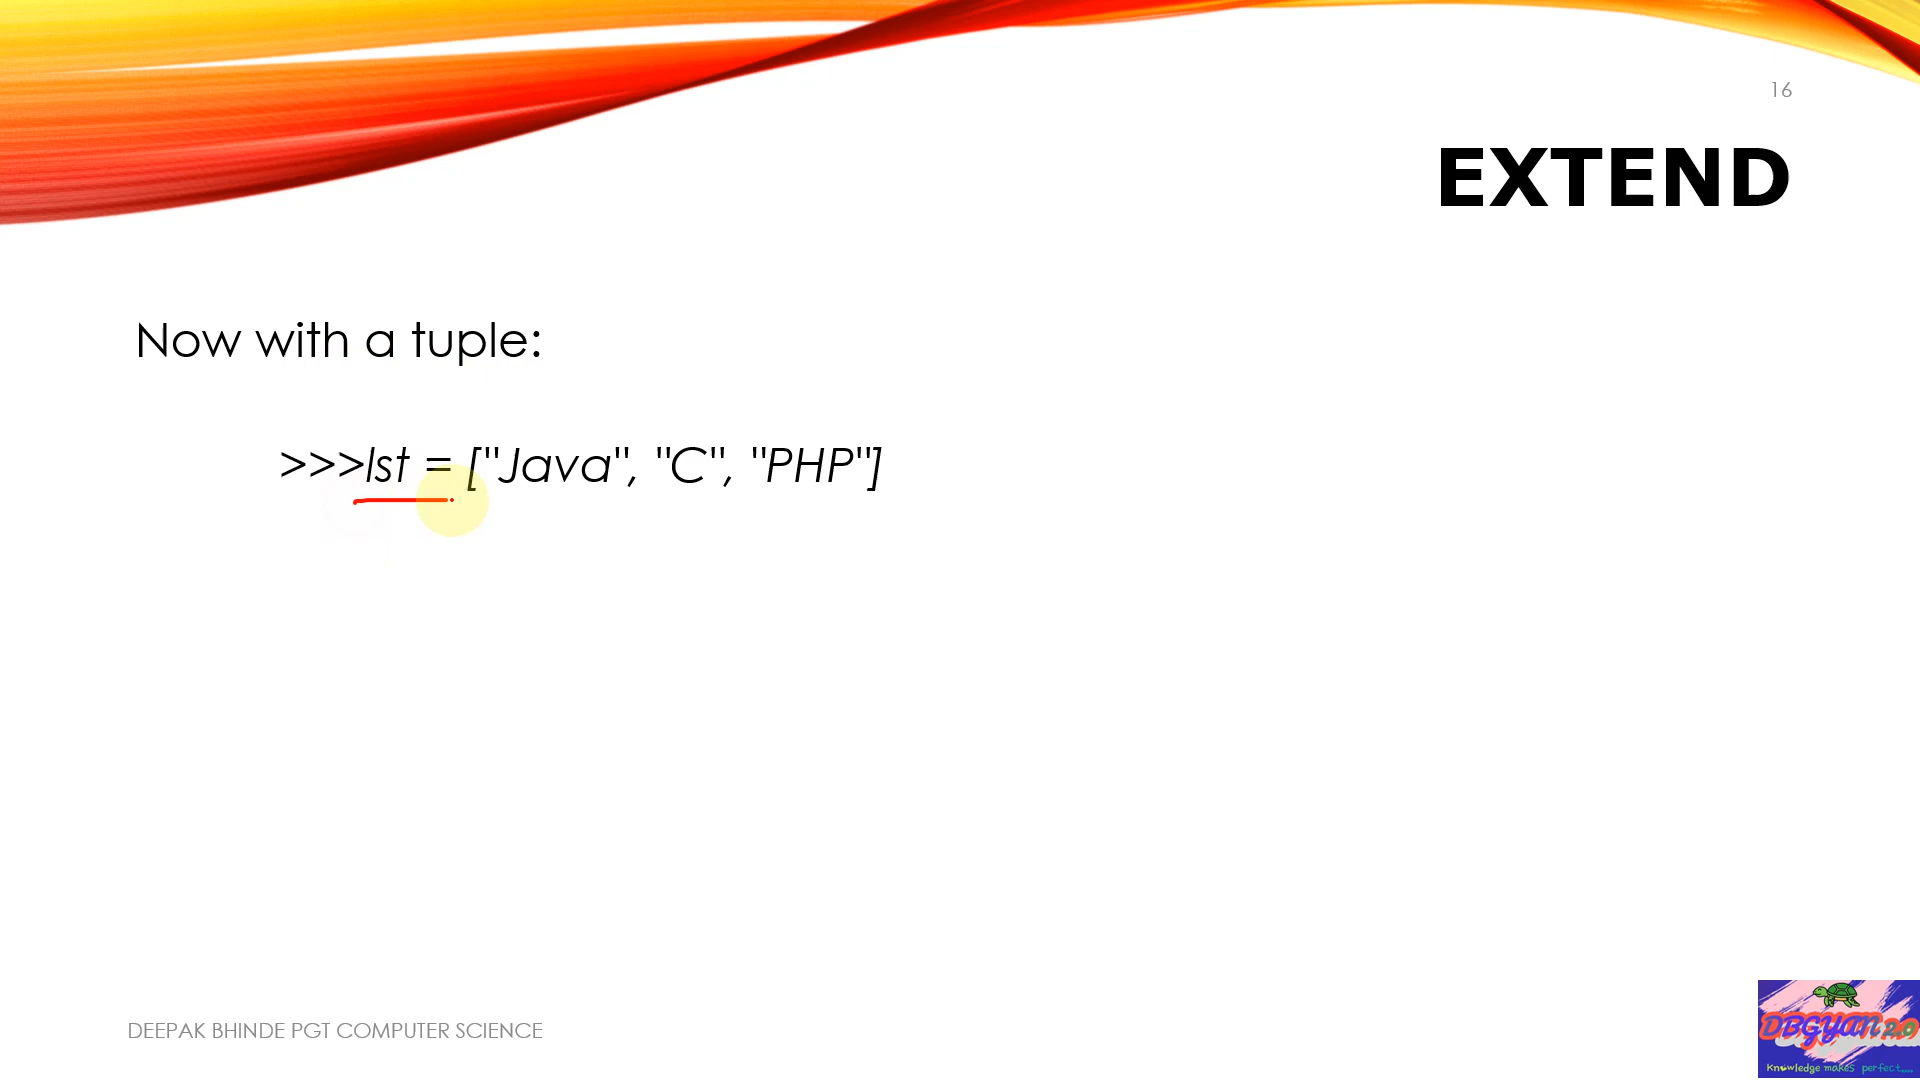 16
EXTEND
Now with a tuple:
>>>lst = ["Java", "C", "PHP"]
DEEPAK BHINDE PGT COMPUTER SCIENCE
DBGYAN 2.0
Knowledge makes perfect....